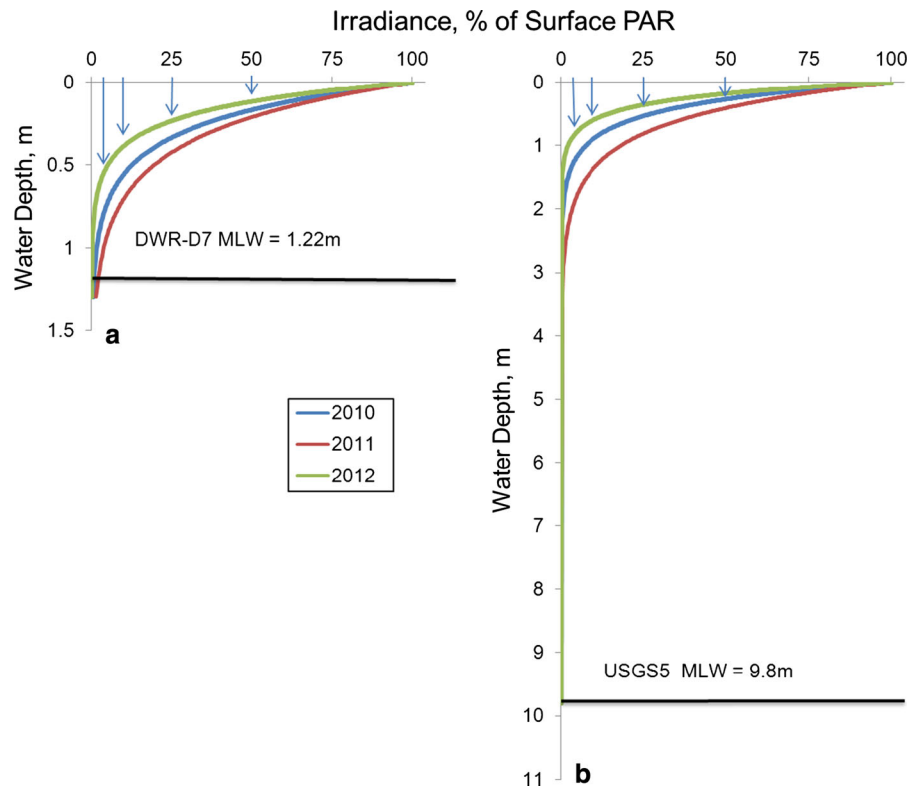 Irradiance, % of Surface PAR
0 25 50 75 100
0
0.5
1
1.5
Water Depth, m
DWR-D7 MLW = 1.22m
a
2010
2011
2012
0 25 50 75 100
0
1
2
3
4
5
6
7
8
9
10
11
Water Depth, m
USGS5 MLW = 9.8m
b